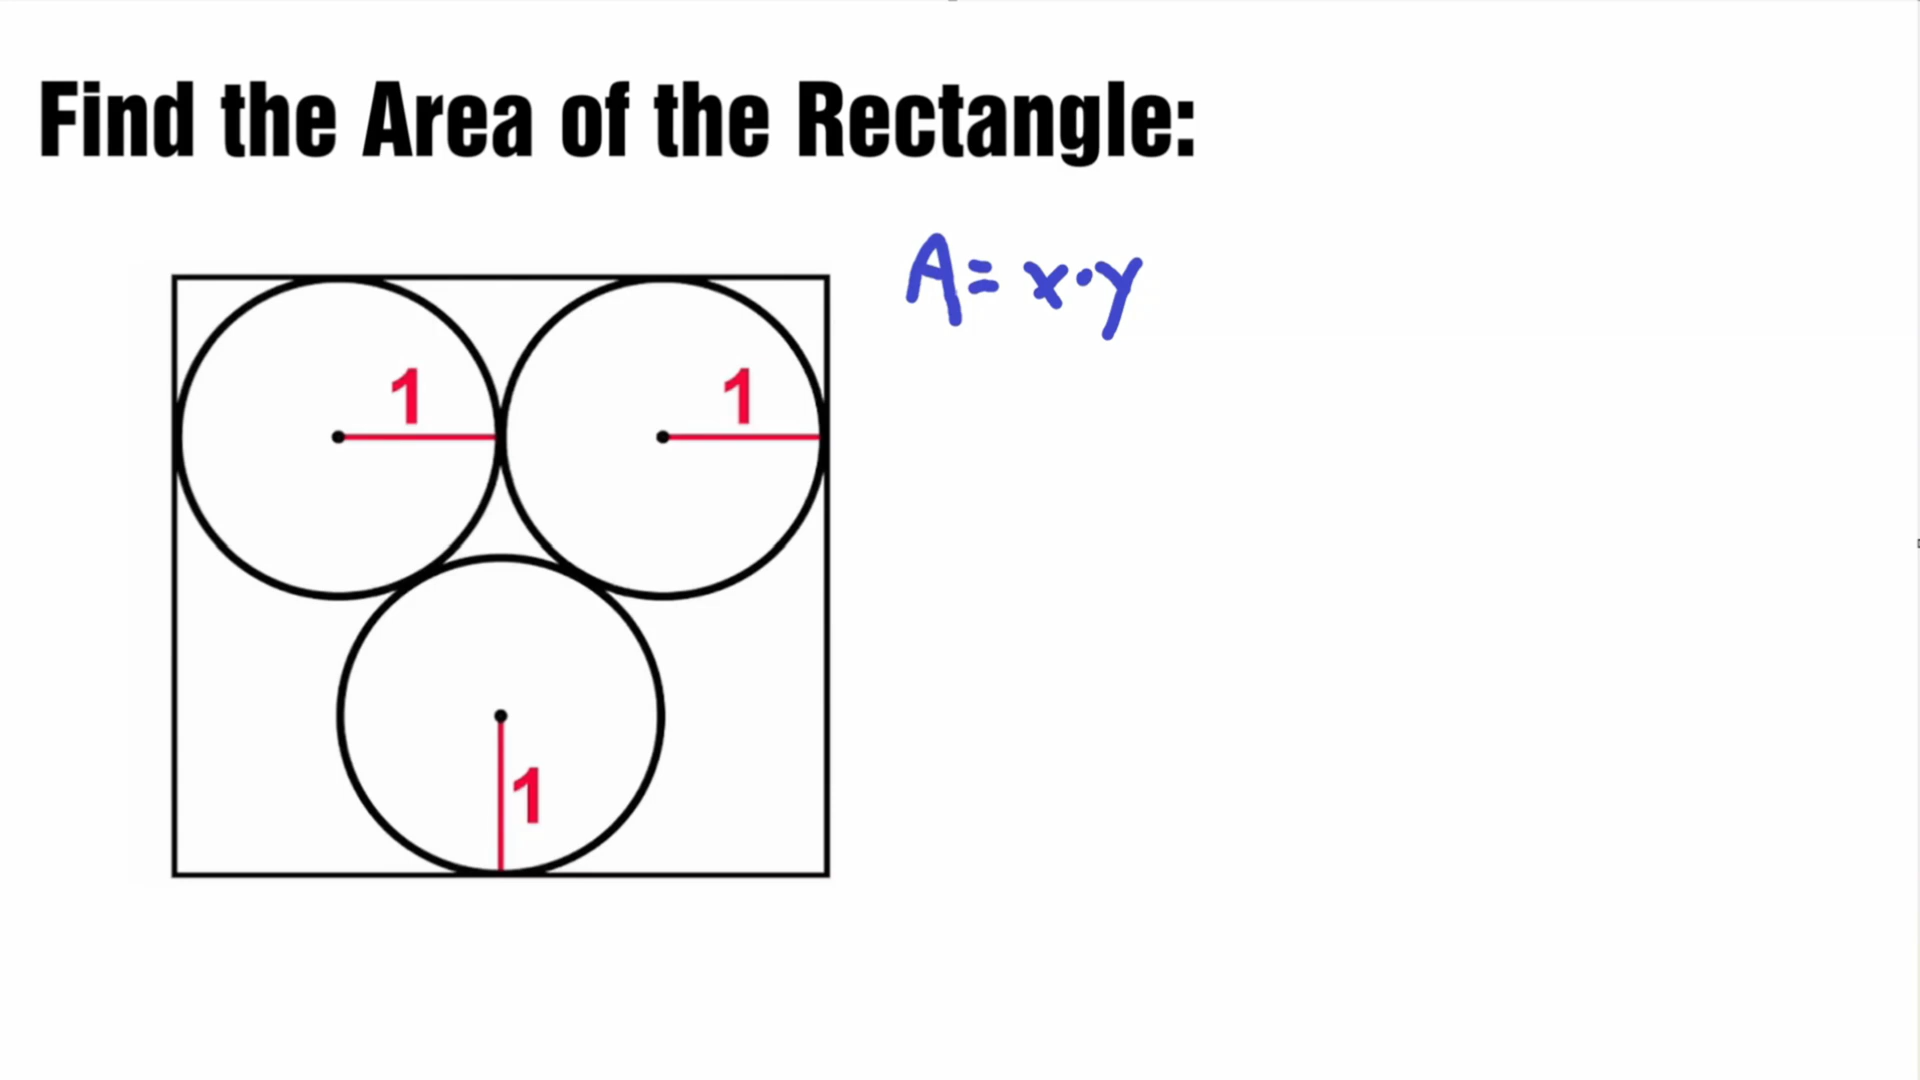 Find the Area of the Rectangle:
A = x · y
1
1
1